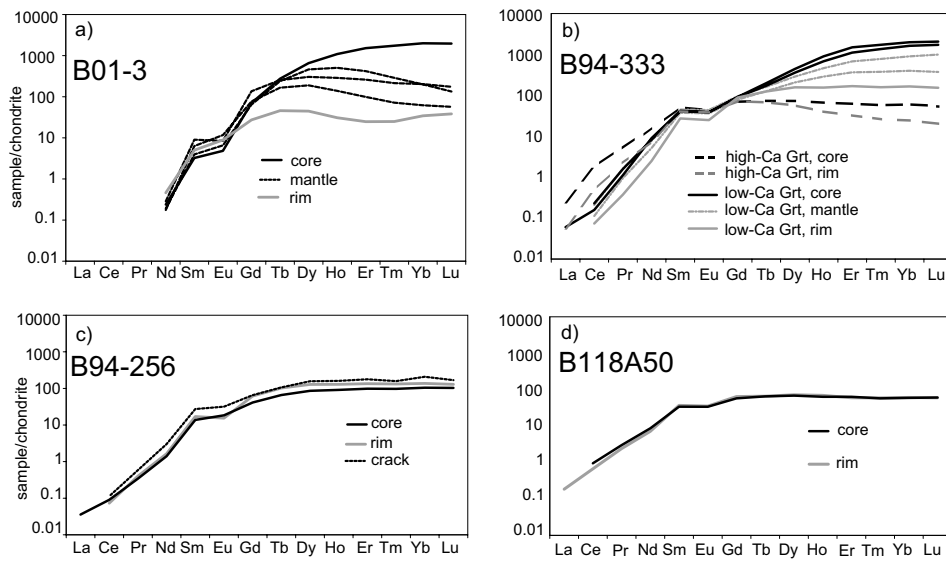 a)
B01-3
sample/chondrite
10000
1000
100
10
1
0.1
0.01
core
mantle
rim
La Ce Pr Nd Sm Eu Gd Tb Dy Ho Er Tm Yb Lu
b)
B94-333
10000
1000
100
10
1
0.1
0.01
high-Ca Grt, core
high-Ca Grt, rim
low-Ca Grt, core
low-Ca Grt, mantle
low-Ca Grt, rim
La Ce Pr Nd Sm Eu Gd Tb Dy Ho Er Tm Yb Lu
c)
B94-256
sample/chondrite
10000
1000
100
10
1
0.1
0.01
core
rim
crack
La Ce Pr Nd Sm Eu Gd Tb Dy Ho Er Tm Yb Lu
d)
B118A50
10000
1000
100
10
1
0.1
0.01
core
rim
La Ce Pr Nd Sm Eu Gd Tb Dy Ho Er Tm Yb Lu